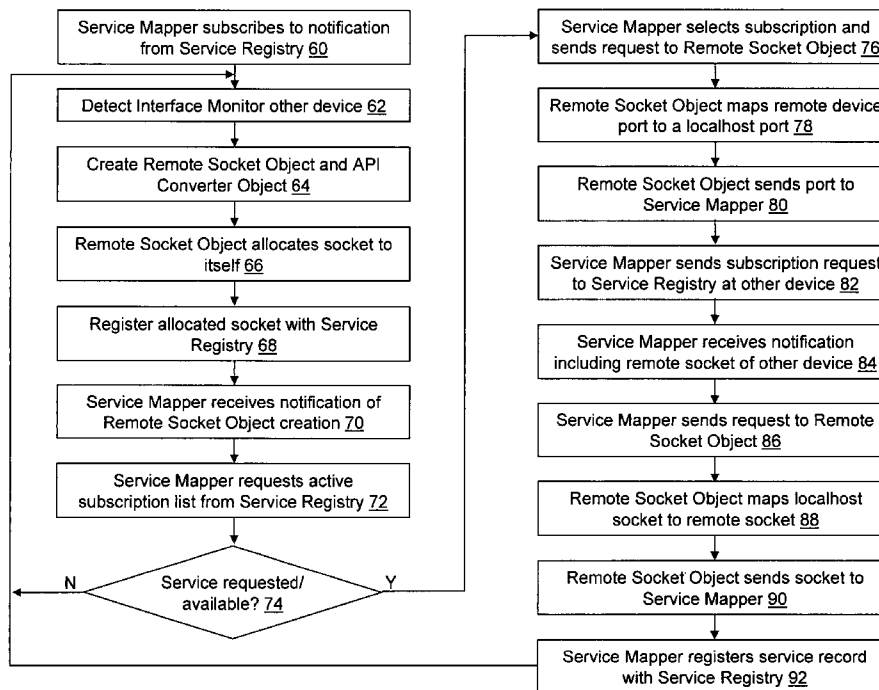 Service Mapper subscribes to notification
from Service Registry 60
Detect Interface Monitor other device 62
Create Remote Socket Object and API
Converter Object 64
Remote Socket Object allocates socket to
itself 66
Register allocated socket with Service
Registry 68
Service Mapper receives notification of
Remote Socket Object creation 70
Service Mapper requests active
subscription list from Service Registry 72
N
Service requested/
available? 74
Y
Service Mapper selects subscription and
sends request to Remote Socket Object 76
Remote Socket Object maps remote device
port to a localhost port 78
Remote Socket Object sends port to
Service Mapper 80
Service Mapper sends subscription request
to Service Registry at other device 82
Service Mapper receives notification
including remote socket of other device 84
Service Mapper sends request to Remote
Socket Object 86
Remote Socket Object maps localhost
socket to remote socket 88
Remote Socket Object sends socket to
Service Mapper 90
Service Mapper registers service record
with Service Registry 92